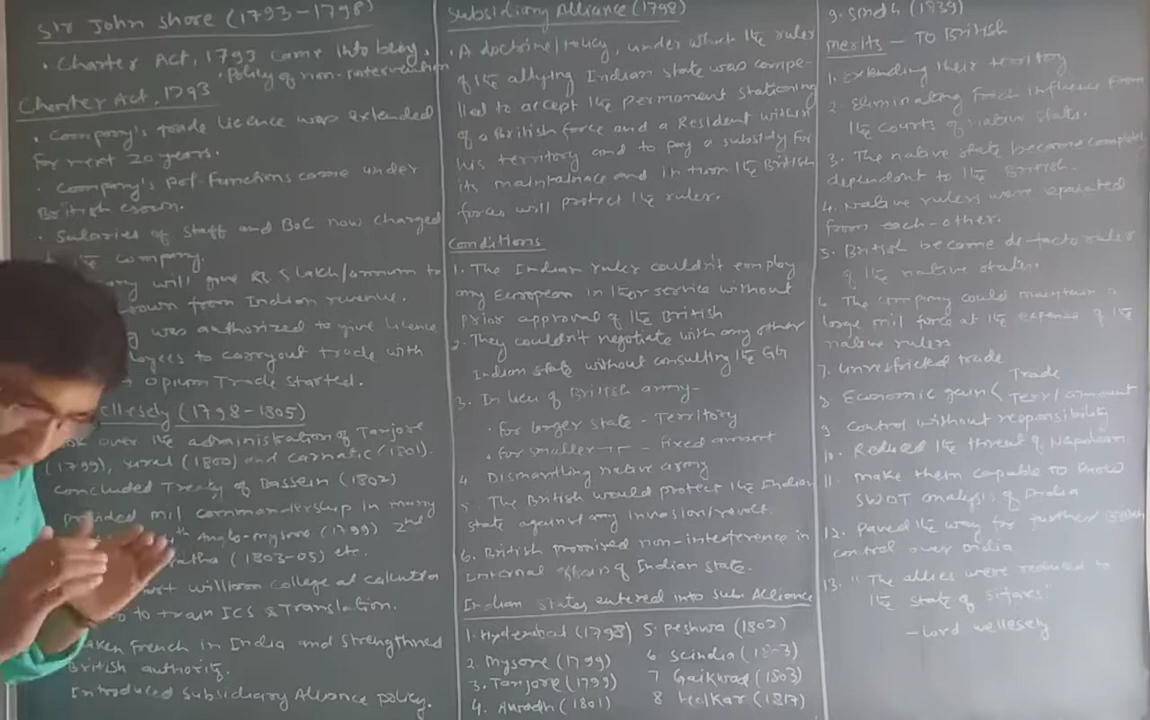 Sir John Shore (1793-1798)
· Charter Act, 1793 came into being.
· Policy of non-intervention
Charter Act, 1793
· Company's trade licence was extended
for next 20 years.
· Company's Pol. Functions came under
British crown.
· Salaries of staff and BoC now charged
the company.
will give 5 lakh/annum to
from Indian revenue.
was authorized to give licence
to carryout trade with
Opium Trade started.
(1798-1805)
over the administration of Tanjore
(1799), Surat (1800) and Carnatic (1801).
concluded Treaty of Bassein (1802)
provided mil commandership in many
Anglo-Mysore (1799) 2nd
(1803-05) etc.
William College at Calcutta
to train ICS & Translation.
French in India and strengthned
British authority.
Introduced Subsidiary Alliance policy.
Subsidiary Alliance (1798)
· A doctrine/Policy, under which the ruler
of the allying Indian state was compe-
lled to accept the permanent stationing
of a British force and a Resident within
his territory and to pay a subsidy for
its maintainace and in turn the British
forces will protect the ruler.
Conditions
1. The Indian ruler couldn't employ
any European in their service without
prior approval of the British
2. They couldn't negotiate with any other
Indian state without consulting the GG
3. In lieu of British army-
· for larger state - Territory
· for smaller - Fixed amount
4 Dismantling native army
5. The British would protect the Indian
state against any invasion/revolt.
6. British promised non-interference in
internal affairs of Indian state.
Indian States entered into Sub Alliance
1. Hyderabad (1798) 5. Peshwa (1802)
2. Mysore (1799) 6 Scindia
3. Tanjore (1799) 7 Gaikwad (1803)
4. Awadh (1801) 8 Holkar (1817)
9. Sindh (1839)
Merits - To British
1. Extending their territory
2. Eliminating French influence from
the courts of native states.
3. The native state became completely
dependent to the British.
4. Native rulers were separated
from each-other.
5. British became de-facto ruler
of the native states.
6 The company could maintain a
large mil force at the expense of the
native rulers
7. Unrestricted trade
8 Economic gain < Trade
Terr/amount
9 Control without responsibility
10. Reduced the threat of Napoleon
11. make them capable to know
SWOT analysis of India
12. Paved the way for further British
control over India
13. "The allies were reduced to
the state of
- Lord Wellesely